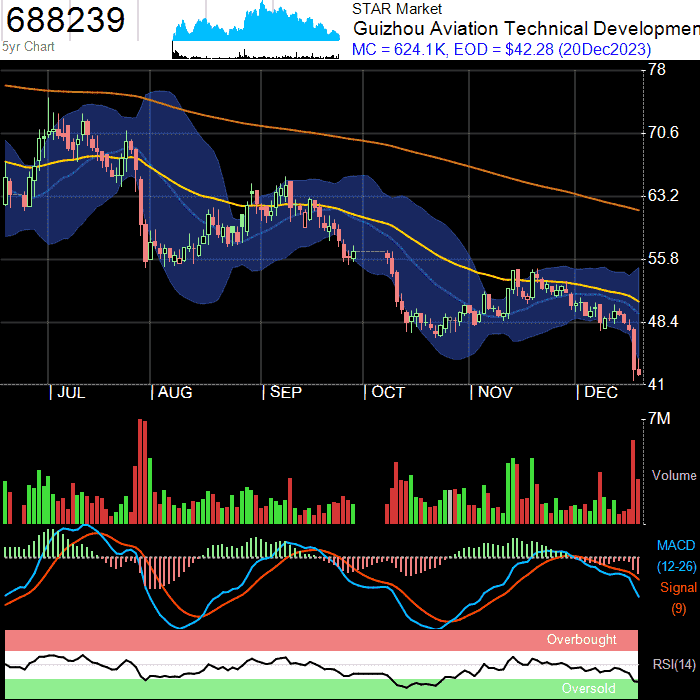 688239
5yr Chart
STAR Market
Guizhou Aviation Technical Developmen
MC = 624.1K, EOD = $42.28 (20Dec2023)
78
70.6
63.2
55.8
48.4
41
JUL AUG SEP OCT NOV DEC
7M
Volume
MACD
(12-26)
Signal
(9)
Overbought
RSI(14)
Oversold